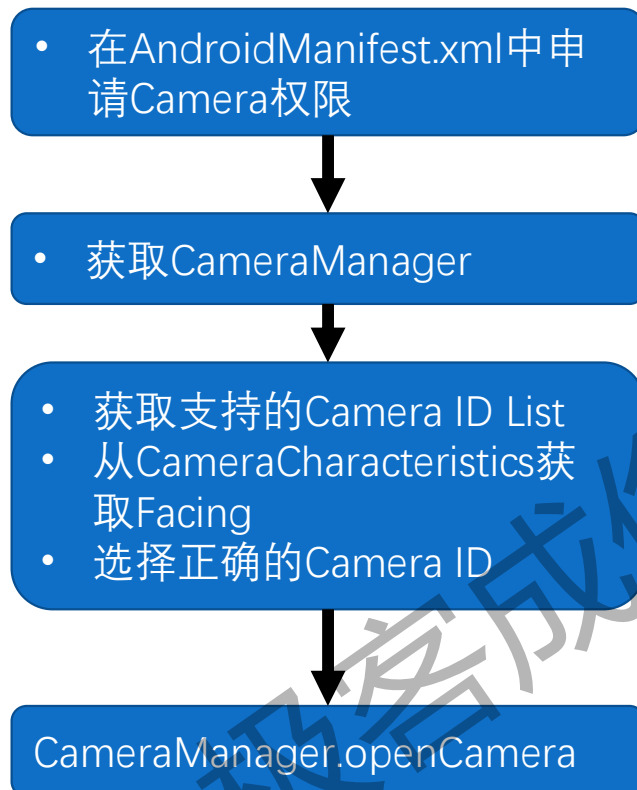 • 在AndroidManifest.xml中申
请Camera权限
• 获取CameraManager
• 获取支持的Camera ID List
• 从CameraCharacteristics获
取Facing
• 选择正确的Camera ID
CameraManager.openCamera
极客成